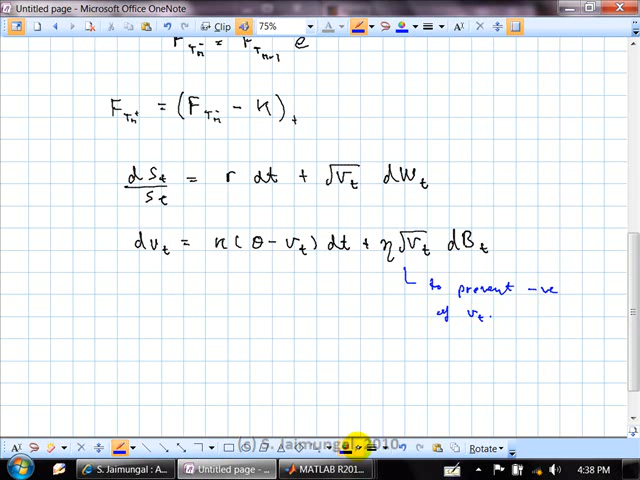 Untitled page - Microsoft OneNote
Clip
75%
F_{T_n^-} = F_{T_{n-1}} e
F_{T_n^+} = (F_{T_n^-} - κ)_+
dS_t / S_t = r dt + √v_t dW_t
dv_t = κ(θ - v_t) dt + η√v_t dB_t
to prevent -ve
of v_t.
(c) S. Jaimungal, 2010
Rotate
S. Jaimungal : A...
Untitled page - ...
MATLAB R201...
4:38 PM